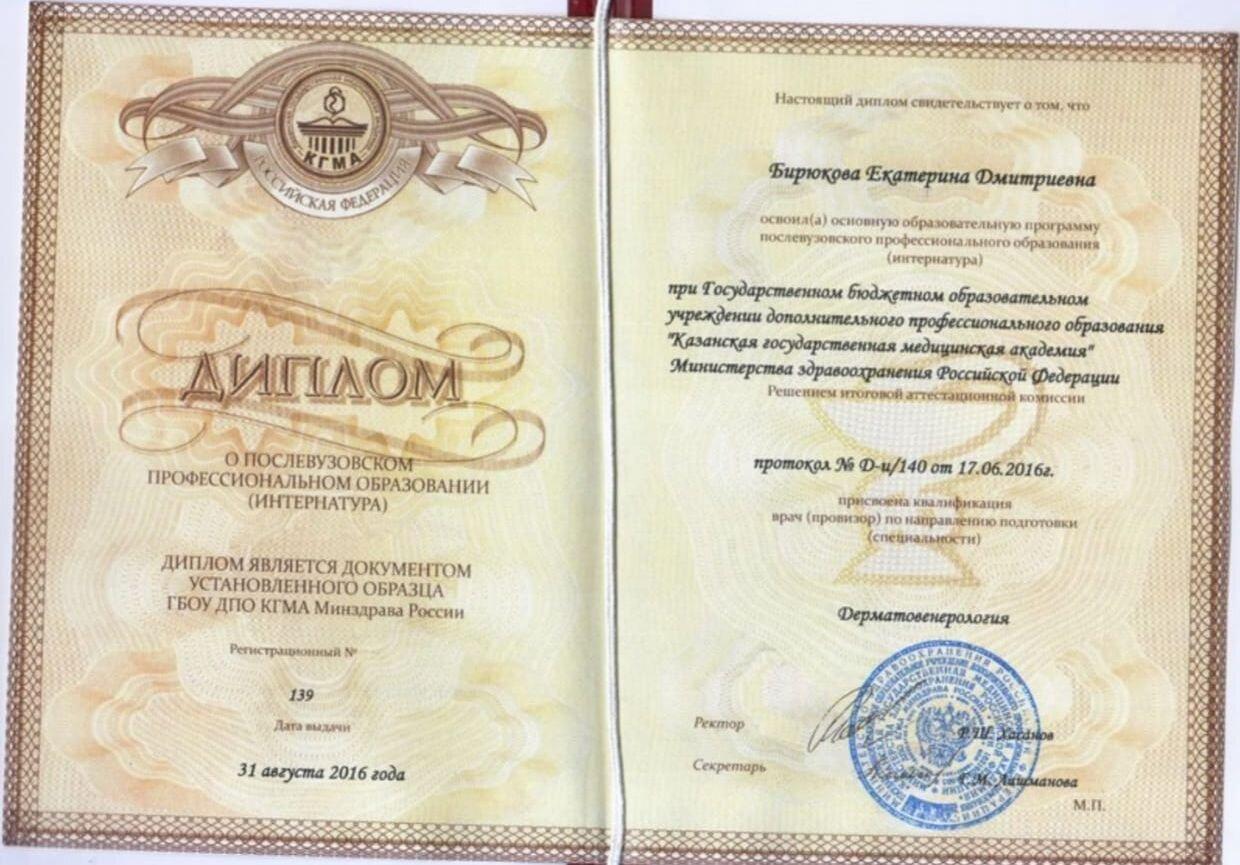 КГМА
РОССИЙСКАЯ ФЕДЕРАЦИЯ
ДИПЛОМ
О ПОСЛЕВУЗОВСКОМ
ПРОФЕССИОНАЛЬНОМ ОБРАЗОВАНИИ
(ИНТЕРНАТУРА)
ДИПЛОМ ЯВЛЯЕТСЯ ДОКУМЕНТОМ
УСТАНОВЛЕННОГО ОБРАЗЦА
ГБОУ ДПО КГМА Минздрава России
Регистрационный №
139
Дата выдачи
31 августа 2016 года
Настоящий диплом свидетельствует о том, что
Бирюкова Екатерина Дмитриевна
освоил(а) основную образовательную программу
послевузовского профессионального образования
(интернатура)
при Государственном бюджетном образовательном
учреждении дополнительного профессионального образования
"Казанская государственная медицинская академия"
Министерства здравоохранения Российской Федерации
Решением итоговой аттестационной комиссии
протокол № D-и/140 от 17.06.2016г.
присвоена квалификация
врач (провизор) по направлению подготовки
(специальности)
Дерматовенерология
Ректор
Р.Ш. Хасанов
Секретарь
Г.М. Лишманова
М.П.